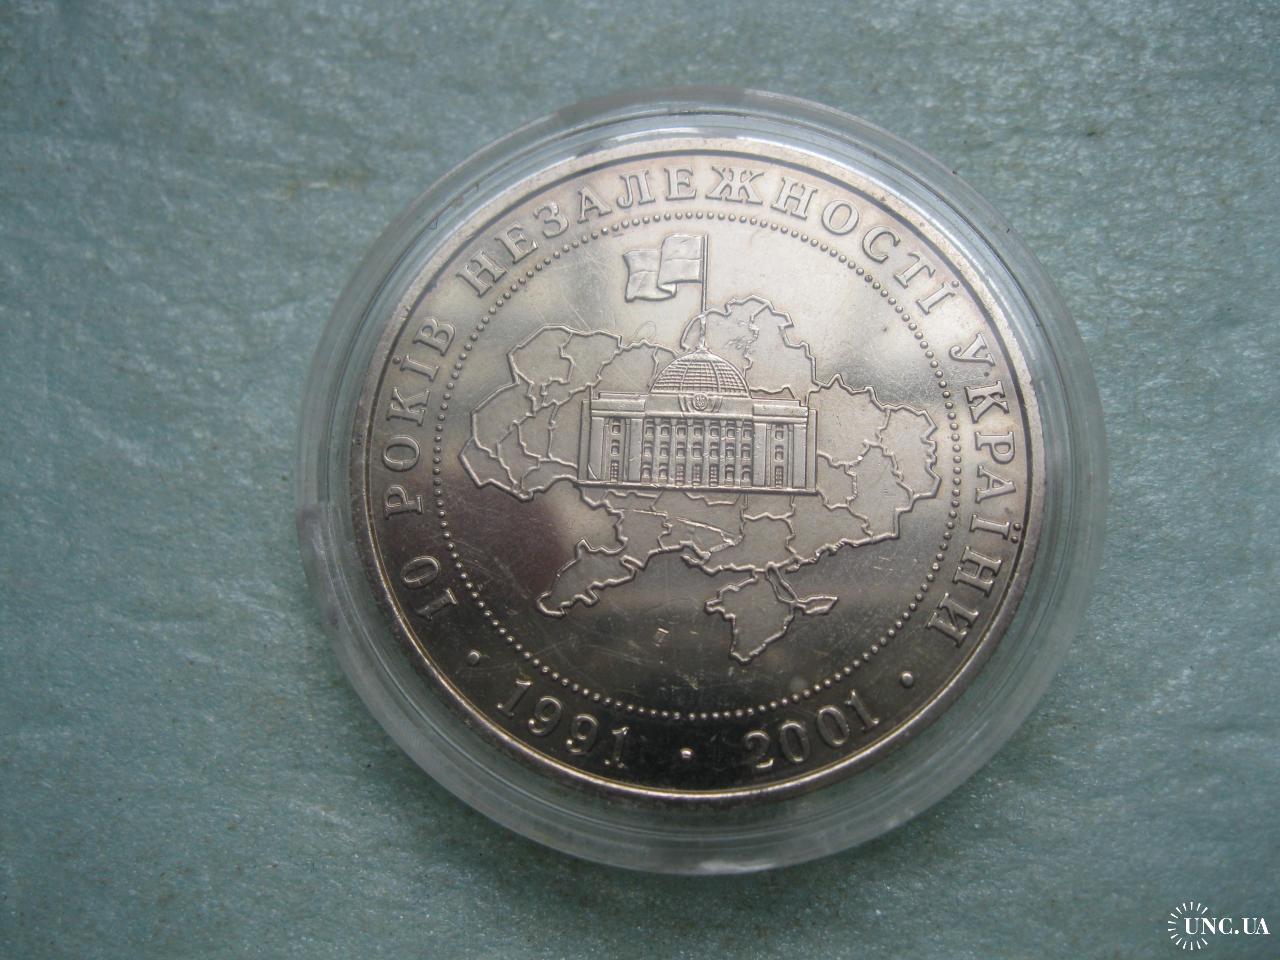 10 РОКІВ НЕЗАЛЕЖНОСТІ УКРАЇНИ
• 1991 • 2001 •
UNC.UA